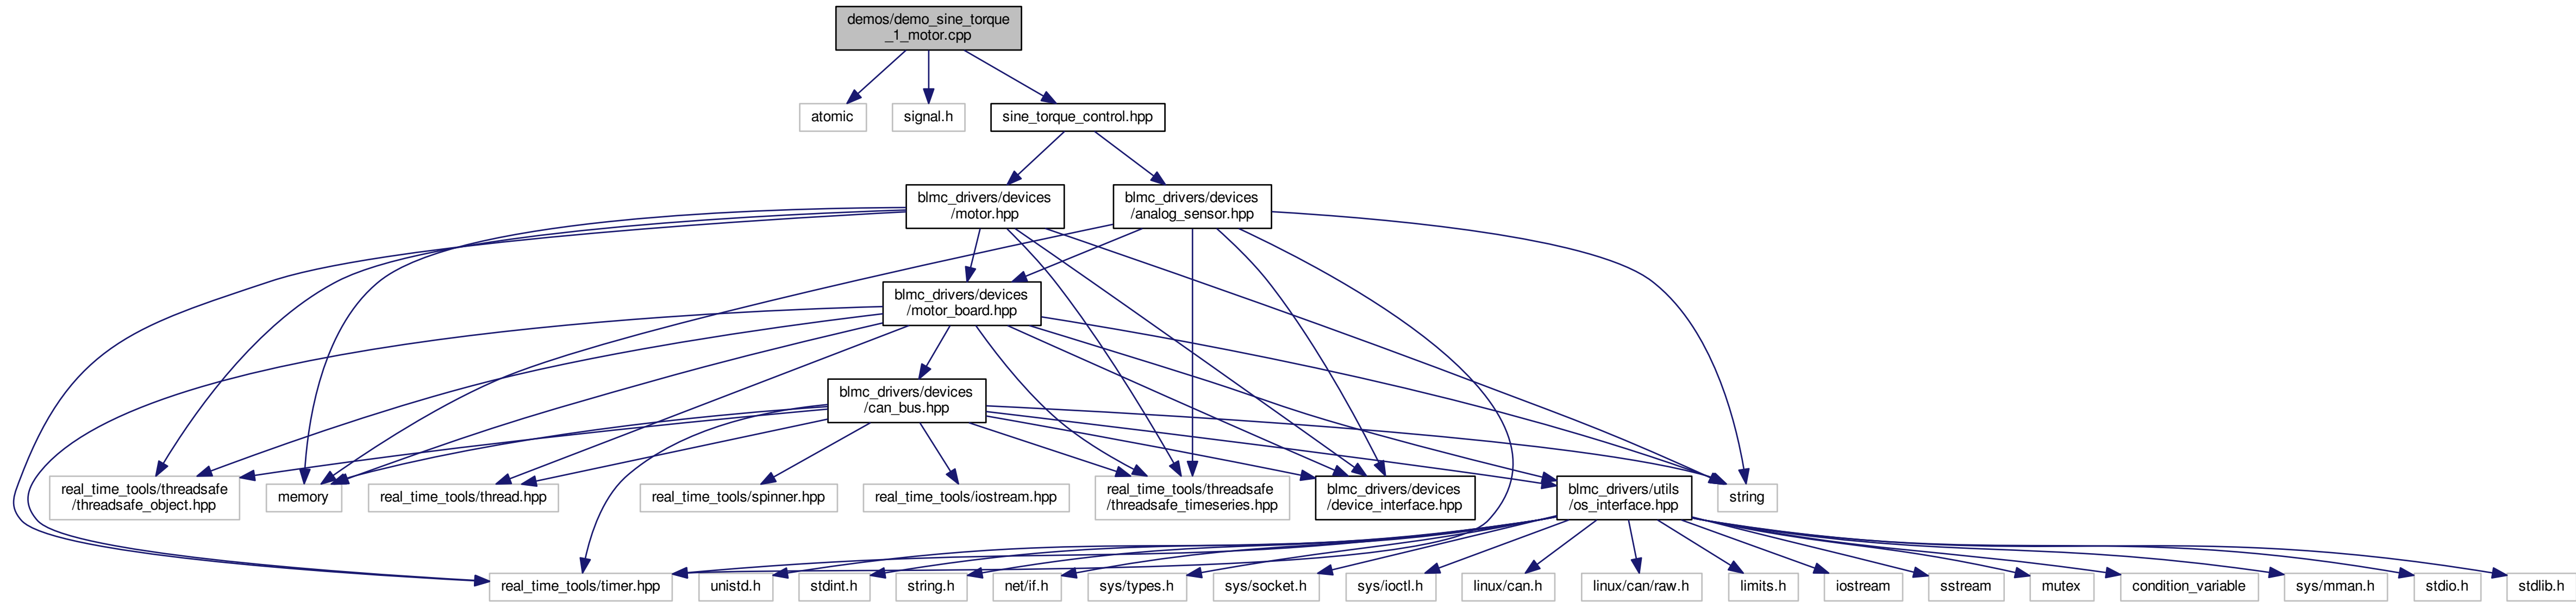 demos/demo_sine_torque
_1_motor.cpp
atomic
signal.h
sine_torque_control.hpp
blmc_drivers/devices
/motor.hpp
blmc_drivers/devices
/analog_sensor.hpp
blmc_drivers/devices
/motor_board.hpp
blmc_drivers/devices
/can_bus.hpp
real_time_tools/threadsafe
/threadsafe_object.hpp
memory
real_time_tools/thread.hpp
real_time_tools/spinner.hpp
real_time_tools/iostream.hpp
real_time_tools/threadsafe
/threadsafe_timeseries.hpp
blmc_drivers/devices
/device_interface.hpp
blmc_drivers/utils
/os_interface.hpp
string
real_time_tools/timer.hpp
unistd.h
stdint.h
string.h
net/if.h
sys/types.h
sys/socket.h
sys/ioctl.h
linux/can.h
linux/can/raw.h
limits.h
iostream
sstream
mutex
condition_variable
sys/mman.h
stdio.h
stdlib.h